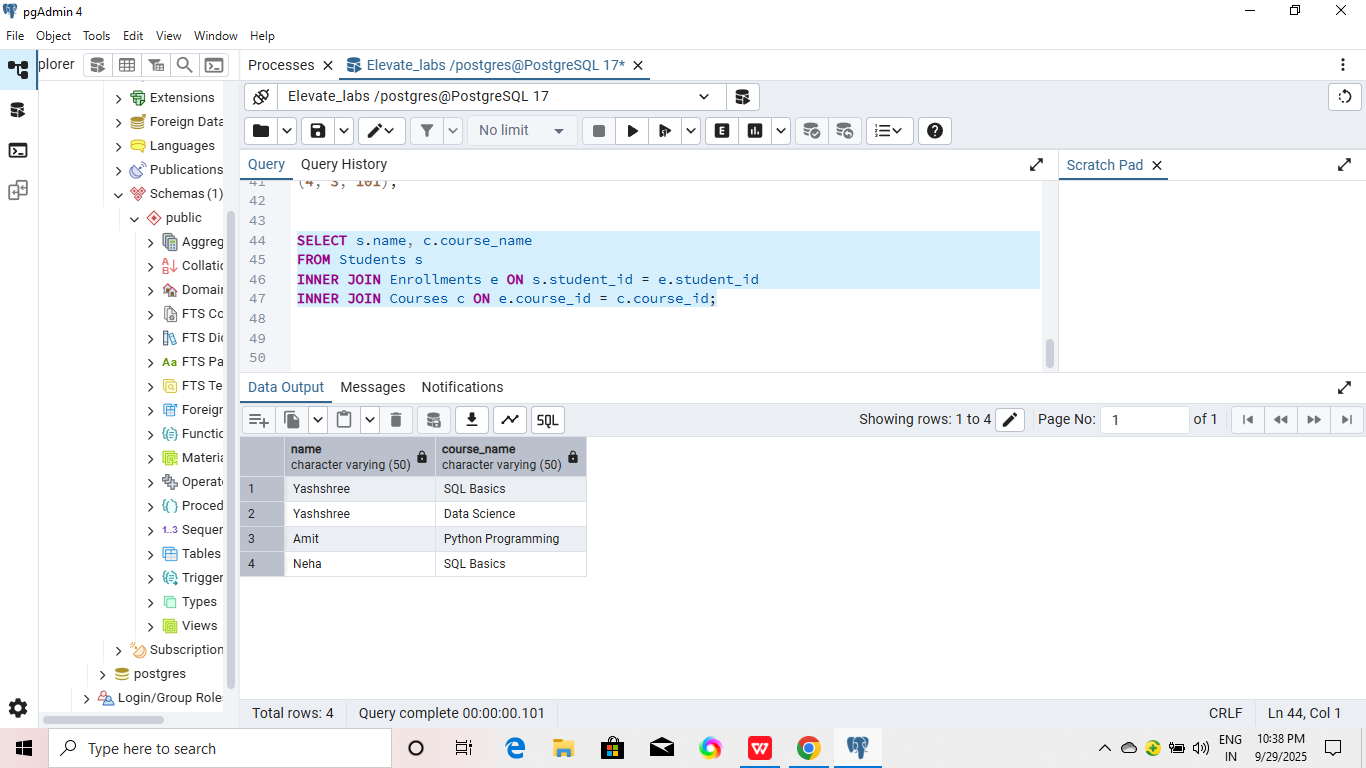 pgAdmin 4
File Object Tools Edit View Window Help
plorer
Processes
Elevate_labs /postgres@PostgreSQL 17*
Elevate_labs /postgres@PostgreSQL 17
No limit
E
Query Query History
Scratch Pad
41 (4, 3, 101),
42
43
44 SELECT s.name, c.course_name
45 FROM Students s
46 INNER JOIN Enrollments e ON s.student_id = e.student_id
47 INNER JOIN Courses c ON e.course_id = c.course_id;
48
49
50
Extensions
Foreign Data
Languages
Publications
Schemas (1)
public
Aggreg
Collatic
Domair
FTS Co
FTS Dic
Aa FTS Pa
FTS Te
Foreigr
Functic
Materia
Operat
Proced
1..3 Sequer
Tables
Trigger
Types
Views
Subscription
postgres
Login/Group Role
Data Output Messages Notifications
SQL
Showing rows: 1 to 4
Page No: 1 of 1
name character varying (50)
course_name character varying (50)
1 Yashshree SQL Basics
2 Yashshree Data Science
3 Amit Python Programming
4 Neha SQL Basics
Total rows: 4
Query complete 00:00:00.101
CRLF
Ln 44, Col 1
Type here to search
ENG
IN
10:38 PM
9/29/2025